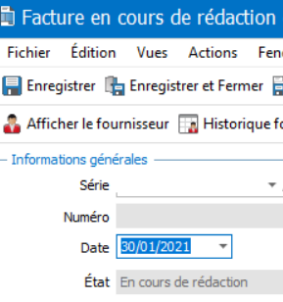 Facture en cours de rédaction
Fichier Édition Vues Actions
Enregistrer Enregistrer et Fermer
Afficher le fournisseur Historique
Informations générales
Série
Numéro
Date 30/01/2021
État En cours de rédaction